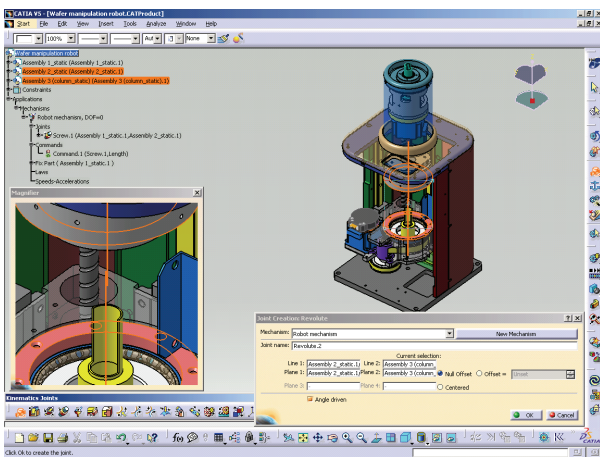 CATIA V5 - [Wafer manipulation robot.CATProduct]
Start File Edit View Insert Tools Analyze Window Help
100% Aut None
Wafer manipulation robot
Assembly 1_static (Assembly 1_static.1)
Assembly 2_static (Assembly 2_static.1)
Assembly 3 (column_static) (Assembly 3 (column_static).1)
Constraints
Applications
Mechanisms
Robot mechanism, DOF=0
Joints
Screw.1 (Assembly 1_static.1,Assembly 2_static.1)
Commands
Command.1 (Screw.1,Length)
Fix Part ( Assembly 1_static.1 )
Laws
Speeds-Accelerations
Magnifier
Joint Creation: Revolute
Mechanism: Robot mechanism New Mechanism
Joint name: Revolute.2
Current selection:
Line 1: Assembly 2_static.1 Line 2: Assembly 3 (column_
Plane 1: Assembly 2_static.1 Plane 2: Assembly 3 (column_ Null Offset Offset = Unset
Plane 3: Plane 4: Centered
Angle driven
OK Cancel
Kinematics Joints
f(x)
CATIA
Click Ok to create the joint.